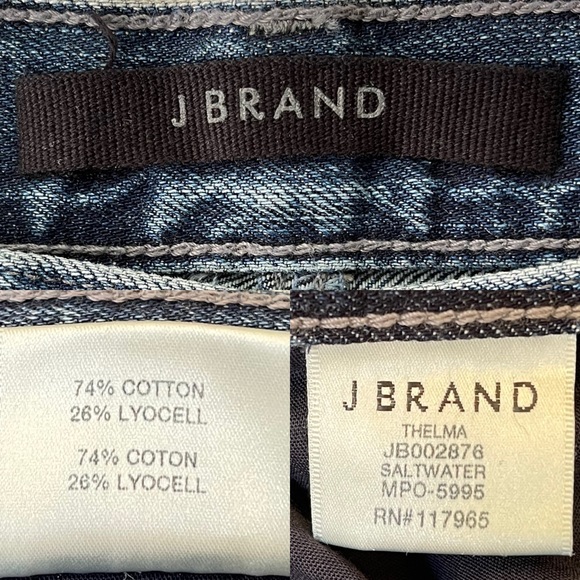 J BRAND
74% COTTON
26% LYOCELL
74% COTON
26% LYOCELL
J BRAND
THELMA
JB002876
SALTWATER
MPO-5995
RN#117965